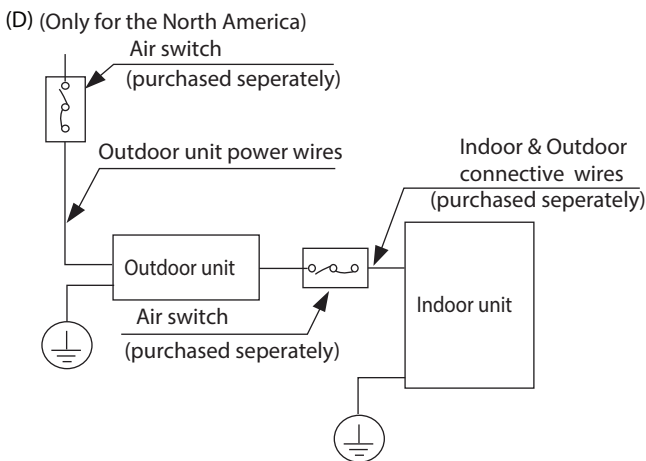 (D) (Only for the North America)
Air switch
(purchased seperately)
Outdoor unit power wires
Indoor & Outdoor
connective wires
(purchased seperately)
Outdoor unit
Indoor unit
Air switch
(purchased seperately)